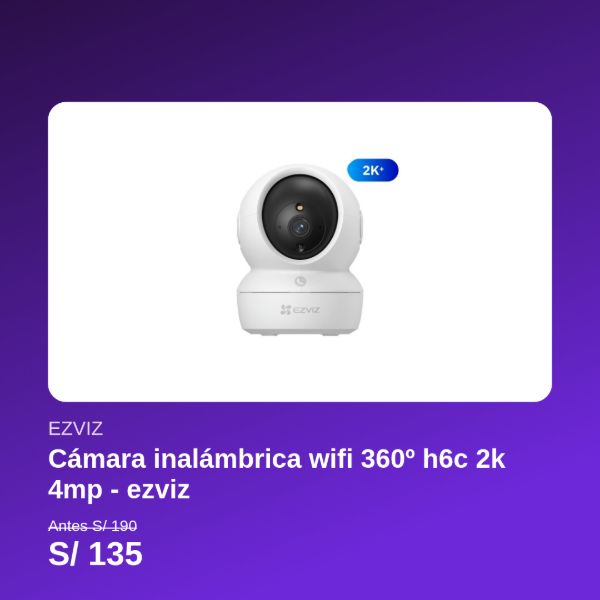 2K+
EZVIZ
EZVIZ
Cámara inalámbrica wifi 360º h6c 2k
4mp - ezviz
Antes S/ 190
S/ 135